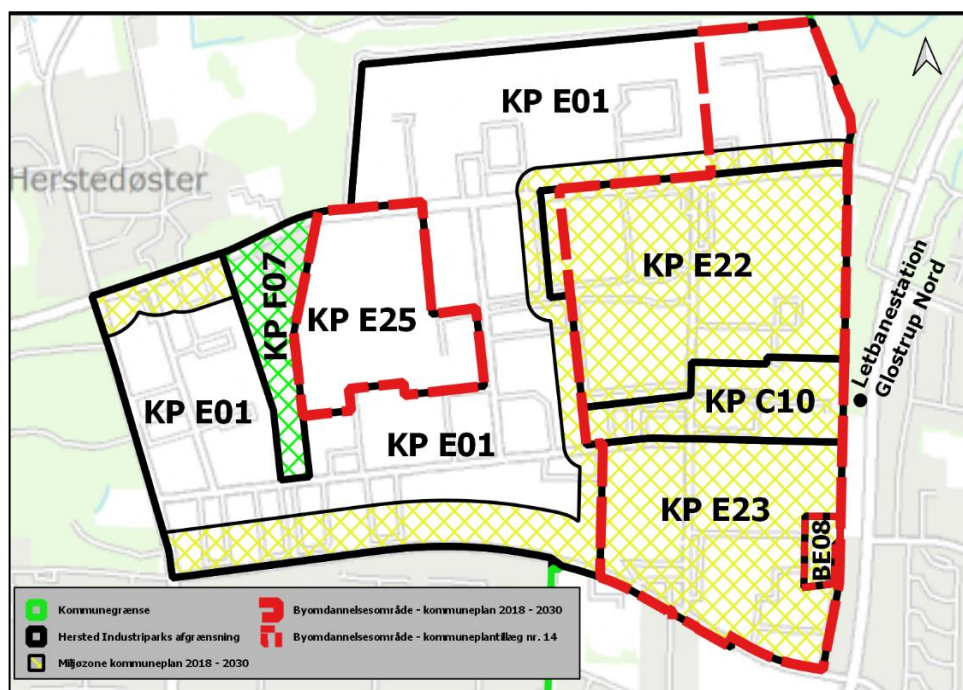 KP E01
Herstedøster
KP E22
KP F07
KP E25
Letbanestation
Glostrup Nord
KP C10
KP E01
KP E01
KP E23
BE08
Kommunegrænse
Hersted Industriparks afgrænsning
Miljøzone kommuneplan 2018 - 2030
Byomdannelsesområde - kommuneplan 2018 - 2030
Byomdannelsesområde - kommuneplantillæg nr. 14